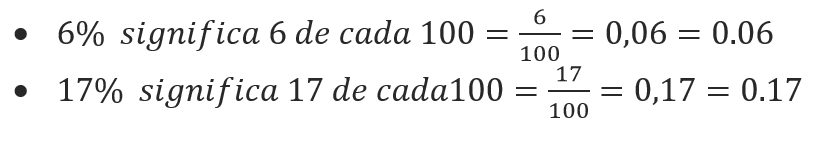 • 6% significa 6 de cada 100 = 6/100 = 0,06 = 0.06
• 17% significa 17 de cada100 = 17/100 = 0,17 = 0.17